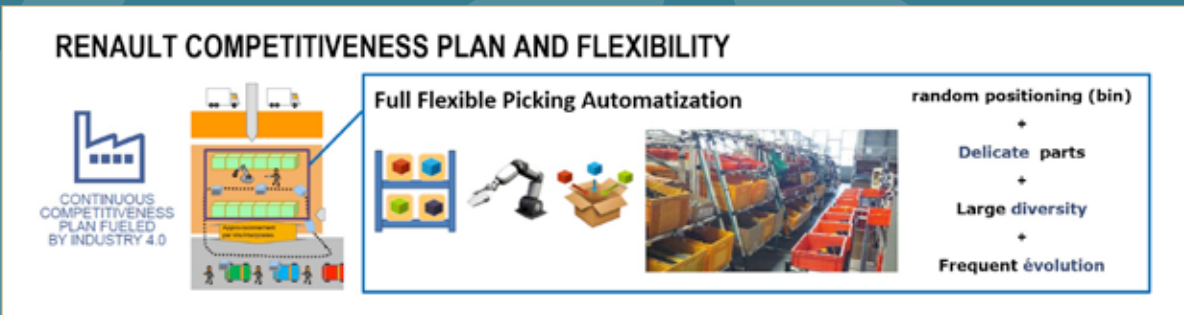 RENAULT COMPETITIVENESS PLAN AND FLEXIBILITY
CONTINUOUS
COMPETITIVENESS
PLAN FUELED
BY INDUSTRY 4.0
Full Flexible Picking Automatization
random positioning (bin)
+
Delicate parts
+
Large diversity
+
Frequent évolution